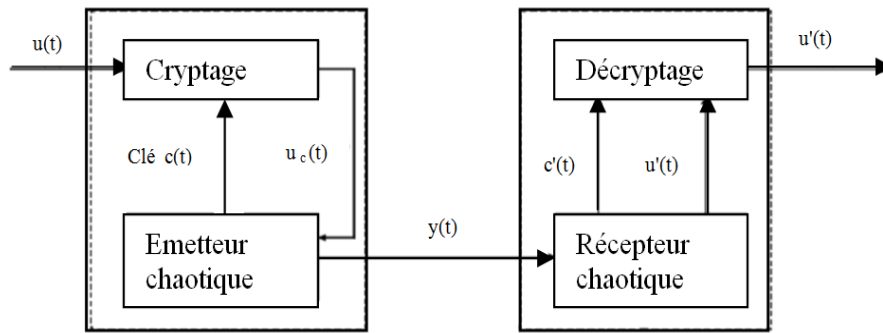 u(t)
Cryptage
Clé c(t)
u c(t)
Emetteur
chaotique
y(t)
Décryptage
u'(t)
c'(t)
u'(t)
Récepteur
chaotique